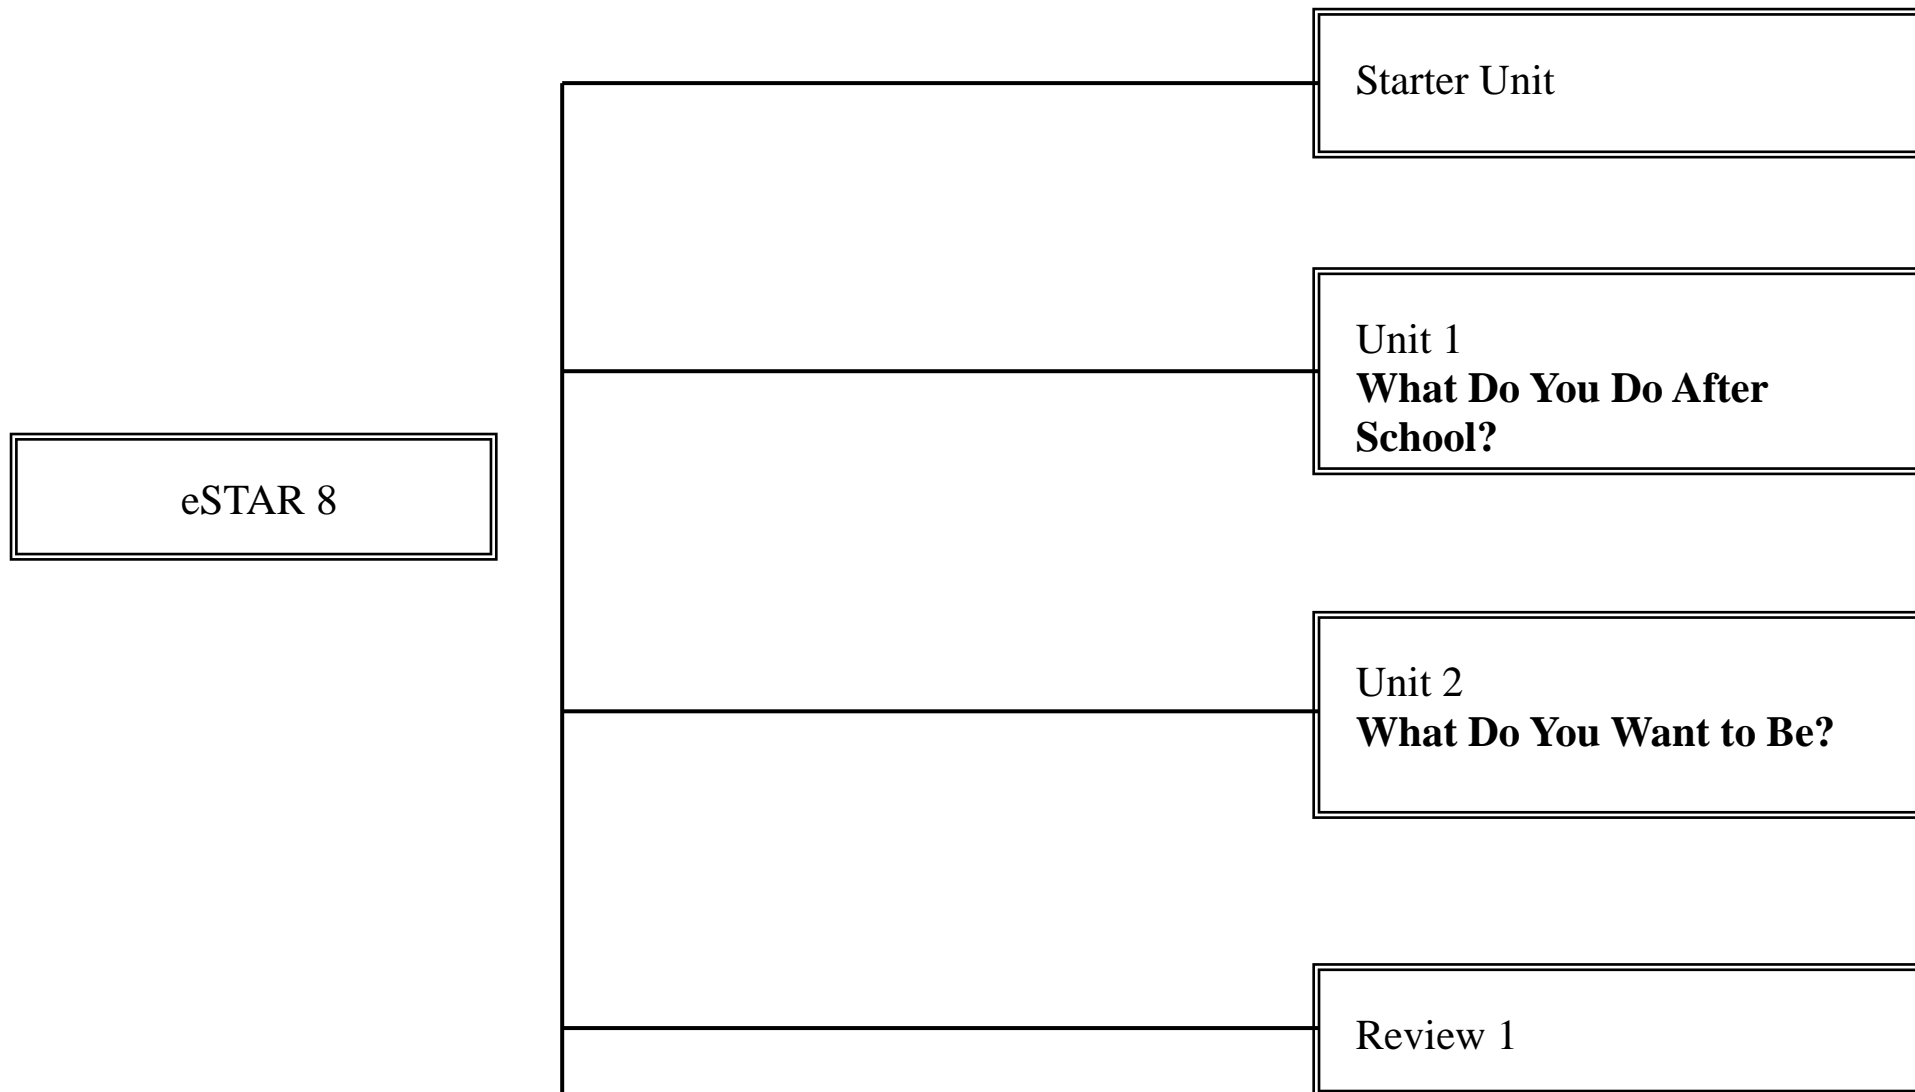 Starter Unit
Unit 1
What Do You Do After
School?
eSTAR 8
Unit 2
What Do You Want to Be?
Review 1